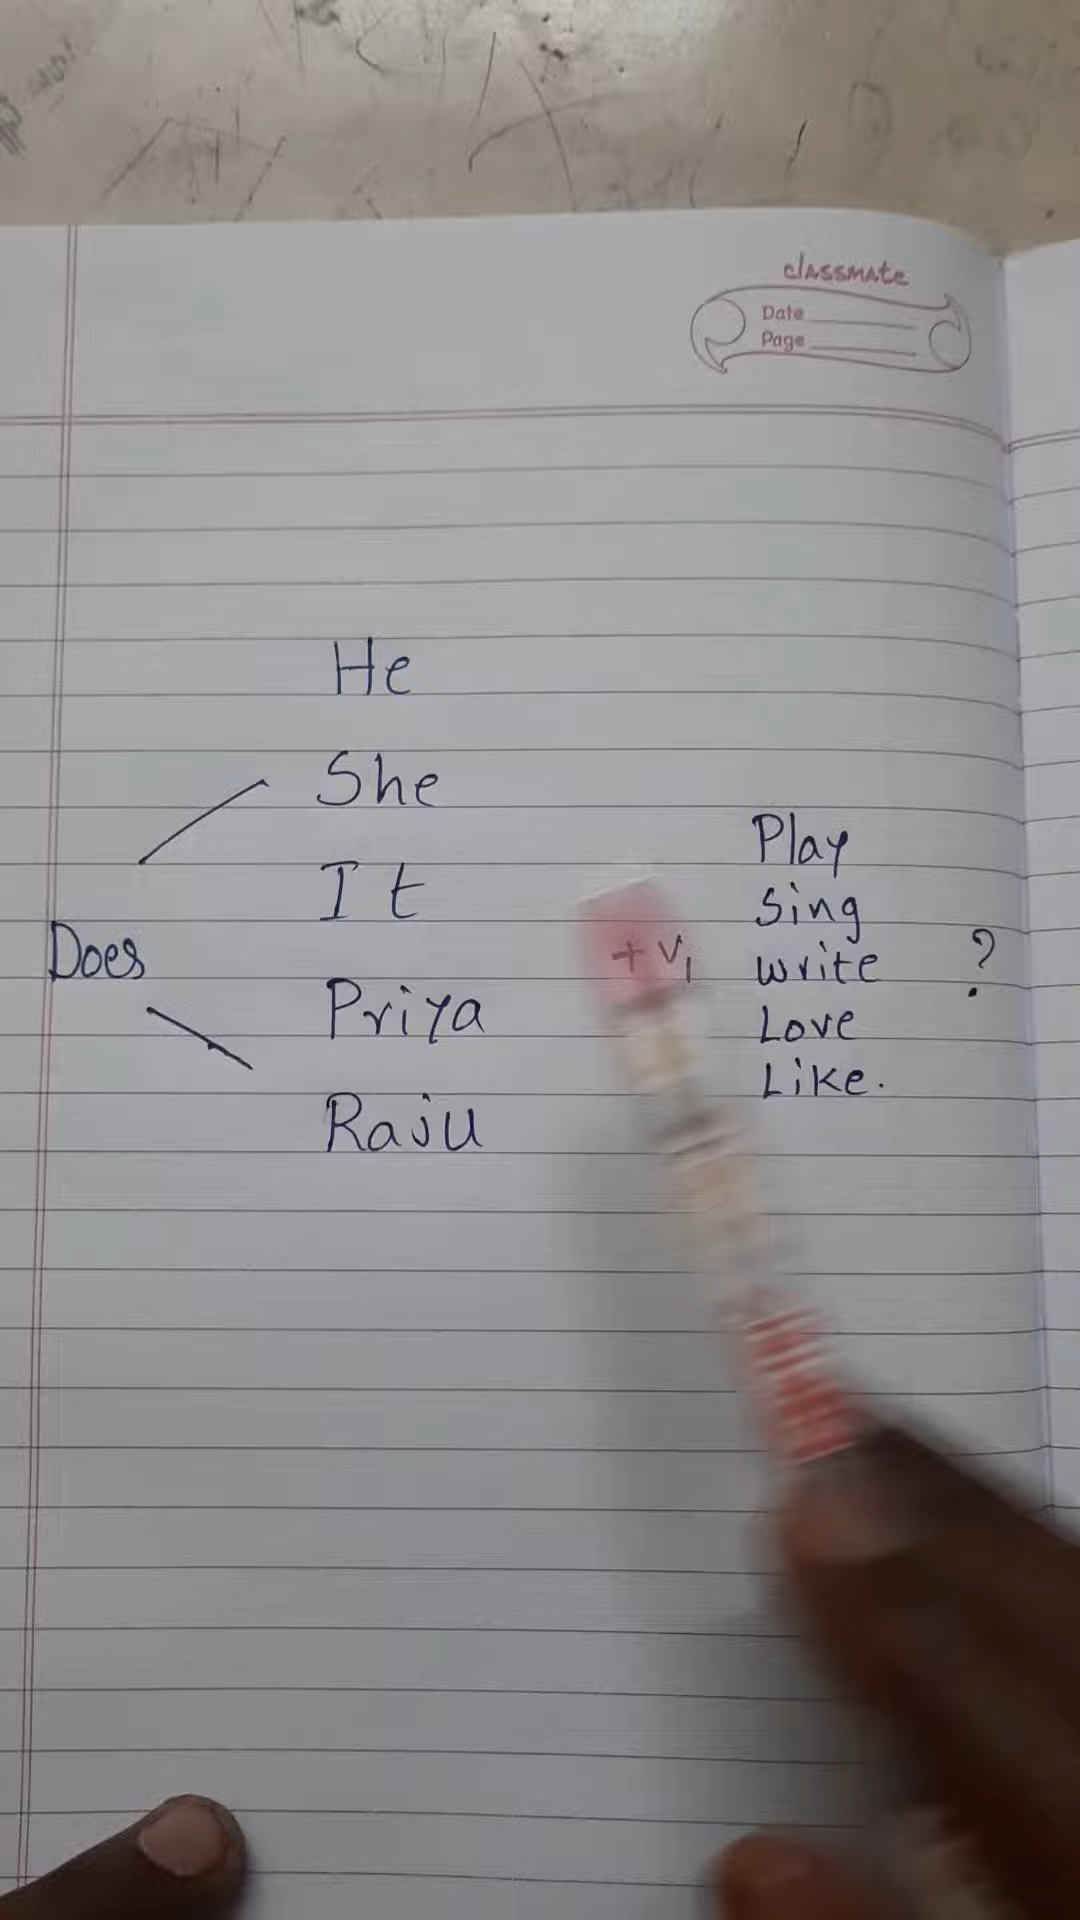 classmate
Date
Page
He
She
It
Does
Priya
Raju
+ V1
Play
Sing
write
Love
Like.
?